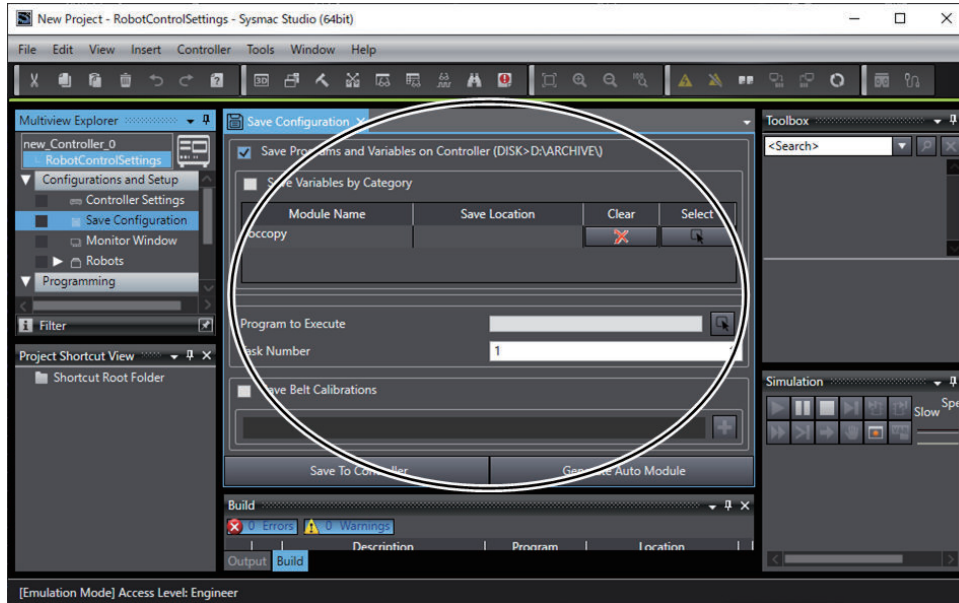 New Project - RobotControlSettings - Sysmac Studio (64bit)
File Edit View Insert Controller Tools Window Help
Multiview Explorer
new_Controller_0
RobotControlSettings
Configurations and Setup
Controller Settings
Save Configuration
Monitor Window
Robots
Programming
Filter
Project Shortcut View
Shortcut Root Folder
Save Configuration
Save Programs and Variables on Controller (DISK>D:\ARCHIVE\)
Save Variables by Category
Module Name Save Location Clear Select
occopy
Program to Execute
Task Number 1
Save Belt Calibrations
Save To Controller Generate Auto Module
Build
0 Errors 0 Warnings
Description Program Location
Output Build
Toolbox
<Search>
Simulation
Slow Spe
[Emulation Mode] Access Level: Engineer